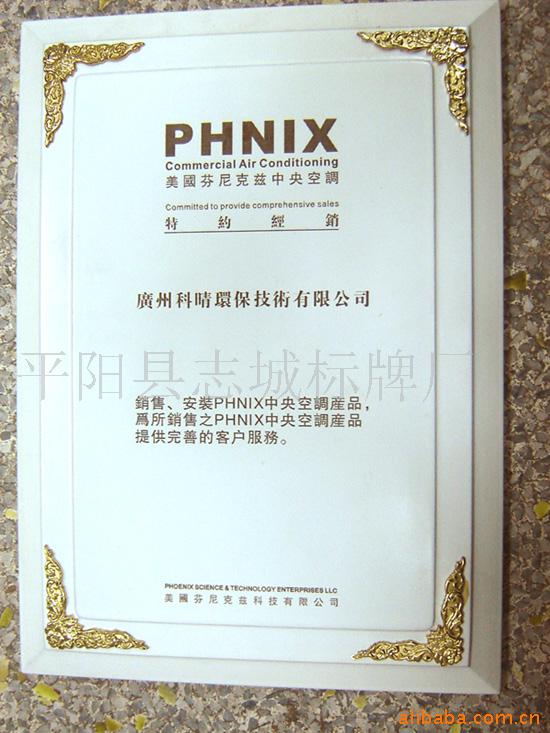 PHNIX
Commercial Air Conditioning
美國芬尼克兹中央空調
Committed to provide comprehensive sales
特約經銷
廣州科晴環保技術有限公司
平阳县志城标牌厂
銷售、安裝PHNIX中央空調産品，
爲所銷售之PHNIX中央空調産品
提供完善的客户服務。
PHOENIX SCIENCE & TECHNOLOGY ENTERPRISES LLC
美國芬尼克兹科技有限公司
alibaba.com.cn